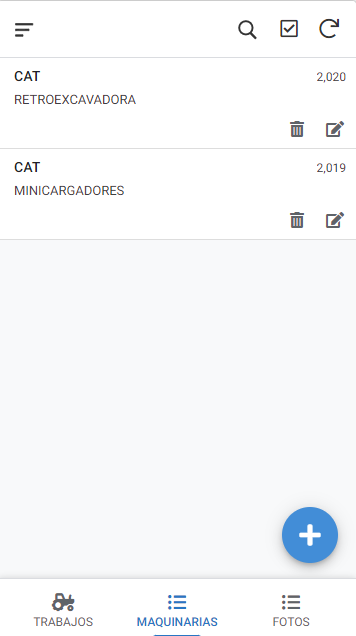 CAT 2,020
RETROEXCAVADORA
CAT 2,019
MINICARGADORES
TRABAJOS MAQUINARIAS FOTOS